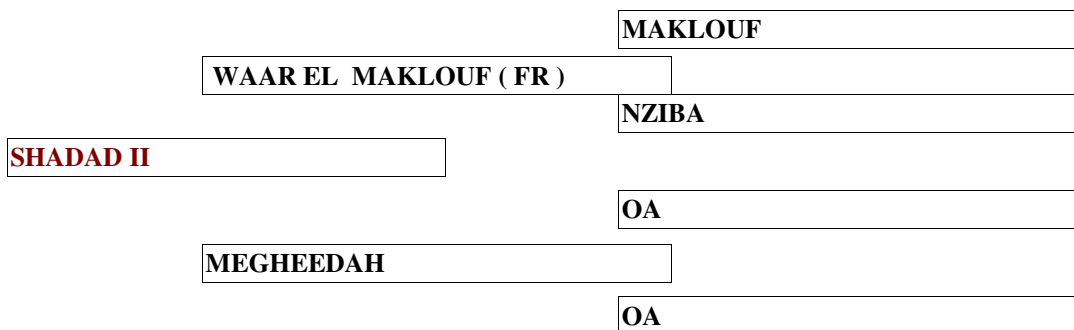 MAKLOUF
WAAR EL MAKLOUF ( FR )
NZIBA
SHADAD II
OA
MEGHEEDAH
OA